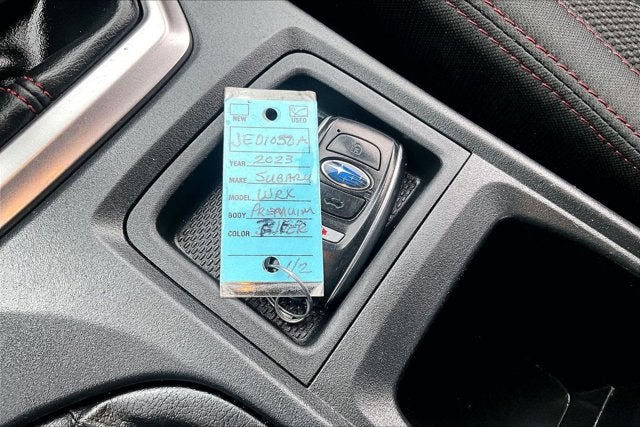 NEW USED
JE01050A
YEAR 2023
MAKE SUBARU
MODEL WRX
BODY PREMIUM
COLOR
1/2